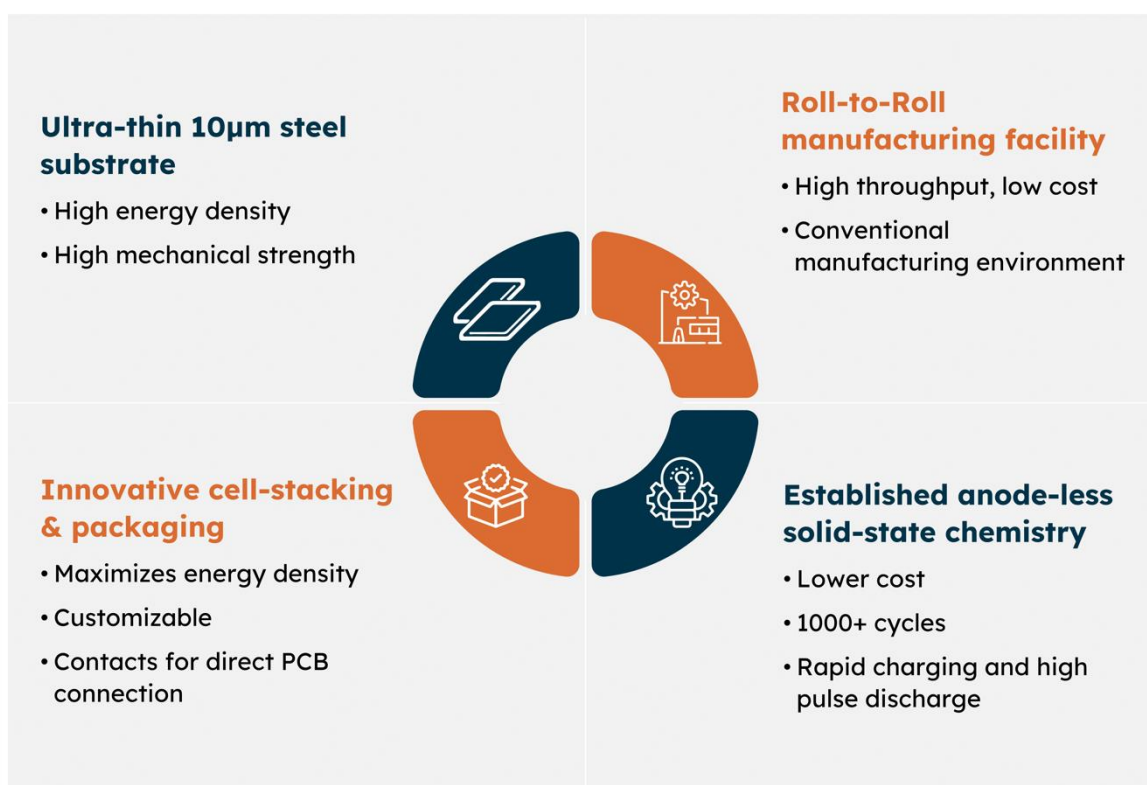 Ultra-thin 10µm steel
substrate
• High energy density
• High mechanical strength
Roll-to-Roll
manufacturing facility
• High throughput, low cost
• Conventional
manufacturing environment
Innovative cell-stacking
& packaging
• Maximizes energy density
• Customizable
• Contacts for direct PCB
connection
Established anode-less
solid-state chemistry
• Lower cost
• 1000+ cycles
• Rapid charging and high
pulse discharge